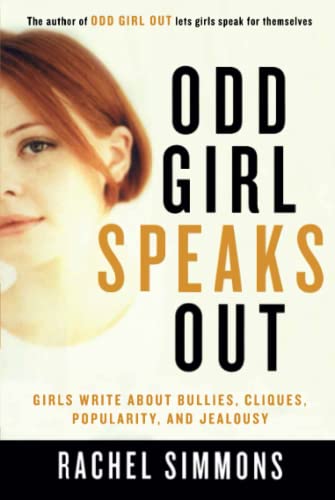 The author of ODD GIRL OUT lets girls speak for themselves
ODD
GIRL
SPEAKS
OUT
GIRLS WRITE ABOUT BULLIES, CLIQUES,
POPULARITY, AND JEALOUSY
RACHEL SIMMONS